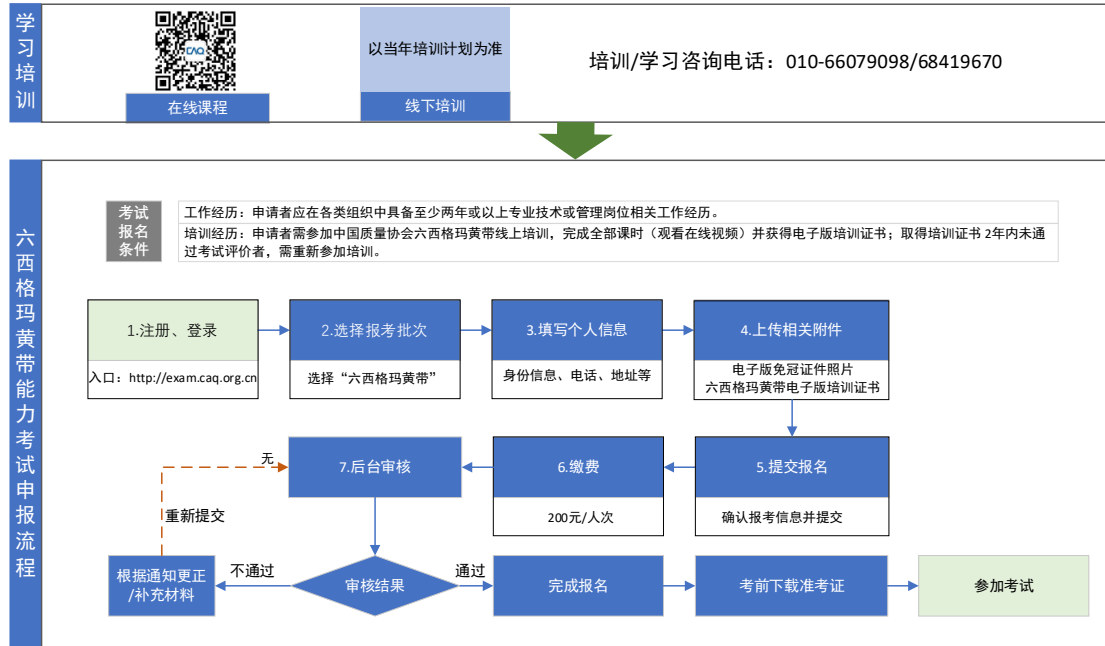 学习培训
CAQ
在线课程
以当年培训计划为准
线下培训
培训/学习咨询电话：010-66079098/68419670
六西格玛黄带能力考试申报流程
考试
报名
条件
工作经历：申请者应在各类组织中具备至少两年或以上专业技术或管理岗位相关工作经历。
培训经历：申请者需参加中国质量协会六西格玛黄带线上培训，完成全部课时（观看在线视频）并获得电子版培训证书；取得培训证书 2年内未通
过考试评价者，需重新参加培训。
1.注册、登录
入口：http://exam.caq.org.cn
2.选择报考批次
选择“六西格玛黄带”
3.填写个人信息
身份信息、电话、地址等
4.上传相关附件
电子版免冠证件照片
六西格玛黄带电子版培训证书
5.提交报名
确认报考信息并提交
6.缴费
200元/人次
7.后台审核
无
重新提交
根据通知更正
/补充材料
不通过
审核结果
通过
完成报名
考前下载准考证
参加考试